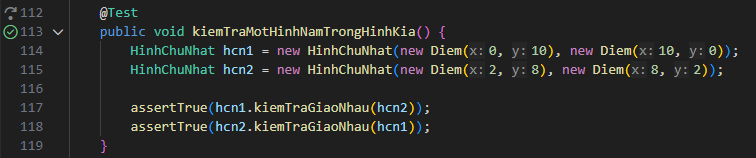 112 @Test
113 public void kiemTraMotHinhNamTrongHinhKia() {
114 HinhChuNhat hcn1 = new HinhChuNhat(new Diem(x:0, y:10), new Diem(x:10, y:0));
115 HinhChuNhat hcn2 = new HinhChuNhat(new Diem(x:2, y:8), new Diem(x:8, y:2));
116
117 assertTrue(hcn1.kiemTraGiaoNhau(hcn2));
118 assertTrue(hcn2.kiemTraGiaoNhau(hcn1));
119 }